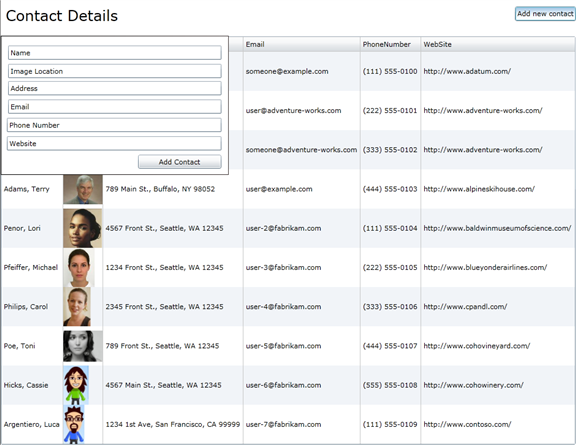 Contact Details
Add new contact
Email PhoneNumber WebSite
Name
Image Location
Address
Email
Phone Number
Website
Add Contact
someone@example.com (111) 555-0100 http://www.adatum.com/
user@adventure-works.com (222) 555-0101 http://www.adventure-works.com/
someone@adventure-works.com (333) 555-0102 http://www.adventure-works.com/
Adams, Terry 789 Main St., Buffalo, NY 98052 user@example.com (444) 555-0103 http://www.alpineskihouse.com/
Penor, Lori 4567 Front St., Seattle, WA 12345 user-2@fabrikam.com (111) 555-0104 http://www.baldwinmuseumofscience.com/
Pfeiffer, Michael 1234 Front St., Seattle, WA 12345 user-3@fabrikam.com (222) 555-0105 http://www.blueyonderairlines.com/
Philips, Carol 2345 Front St., Seattle, WA 12345 user-4@fabrikam.com (333) 555-0106 http://www.cpandl.com/
Poe, Toni 789 Front St., Seattle, WA 12345 user-5@fabrikam.com (444) 555-0107 http://www.cohovineyard.com/
Hicks, Cassie 4567 Main St., Seattle, WA 12345 user-6@fabrikam.com (555) 555-0108 http://www.cohowinery.com/
Argentiero, Luca 1234 1st Ave, San Francisco, CA 99999 user-7@fabrikam.com (111) 555-0109 http://www.contoso.com/